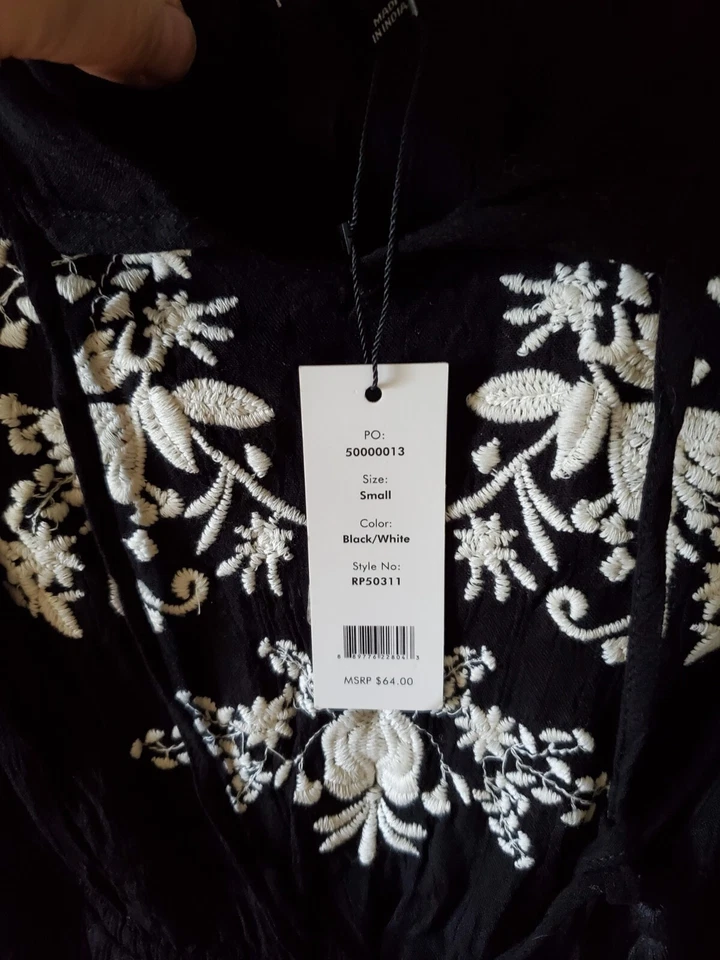 MADE
IN INDIA
PO:
50000013
Size:
Small
Color:
Black/White
Style No:
RP50311
MSRP $64.00